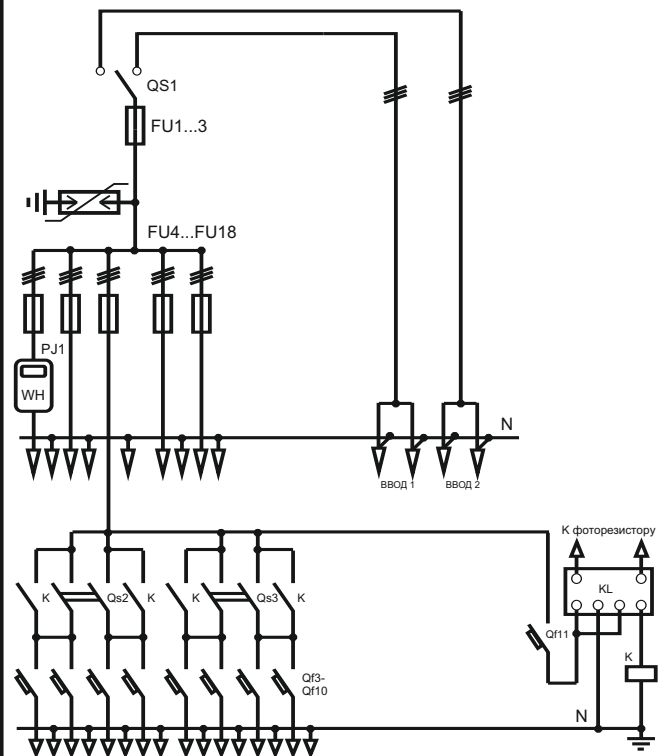 QS1
FU1...3
FU4...FU18
PJ1
WH
N
ВВОД 1
ВВОД 2
К фоторезистору
KL
K
Qs2
K
K
Qs3
K
Qf11
K
Qf3-
Qf10
N